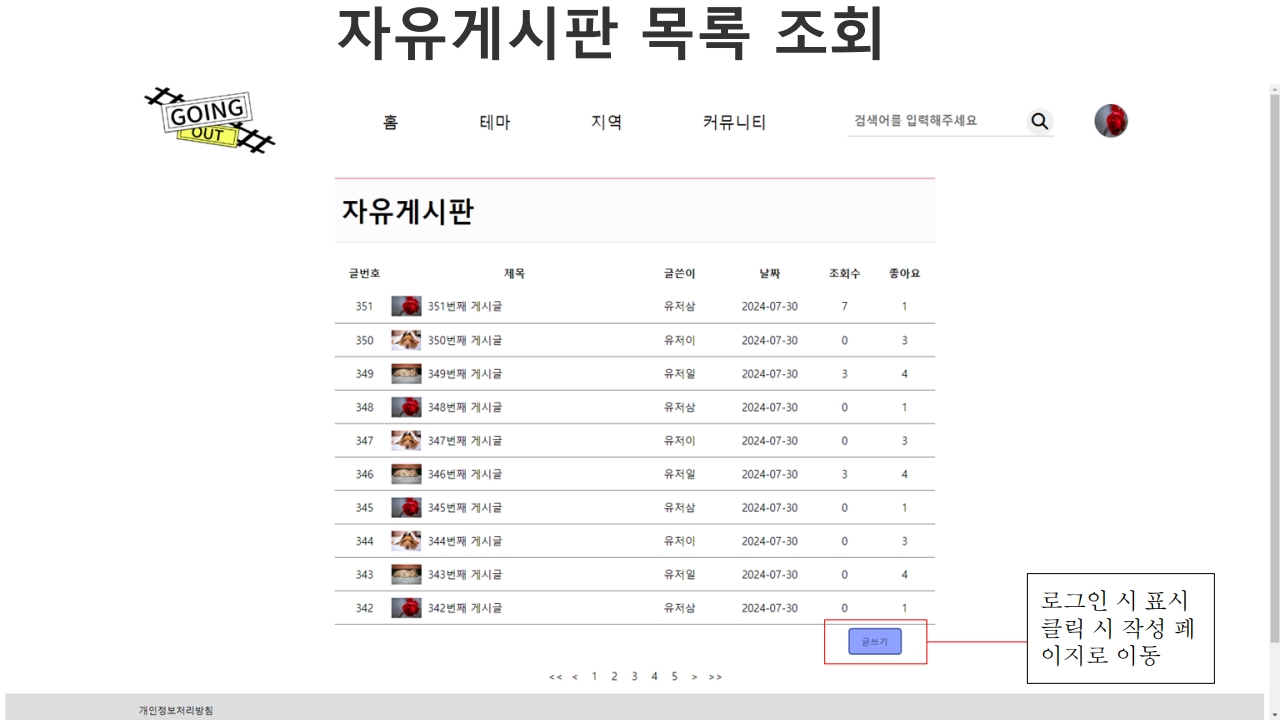 자유게시판 목록 조회
GOING
OUT
홈 테마 지역 커뮤니티 검색어를 입력해주세요
자유게시판
글번호 제목 글쓴이 날짜 조회수 좋아요
351 351번째 게시글 유저삼 2024-07-30 7 1
350 350번째 게시글 유저이 2024-07-30 0 3
349 349번째 게시글 유저일 2024-07-30 3 4
348 348번째 게시글 유저삼 2024-07-30 0 1
347 347번째 게시글 유저이 2024-07-30 0 3
346 346번째 게시글 유저일 2024-07-30 3 4
345 345번째 게시글 유저삼 2024-07-30 0 1
344 344번째 게시글 유저이 2024-07-30 0 3
343 343번째 게시글 유저일 2024-07-30 0 4
342 342번째 게시글 유저삼 2024-07-30 0 1
글쓰기
로그인 시 표시
클릭 시 작성 페
이지로 이동
<< < 1 2 3 4 5 > >>
개인정보처리방침